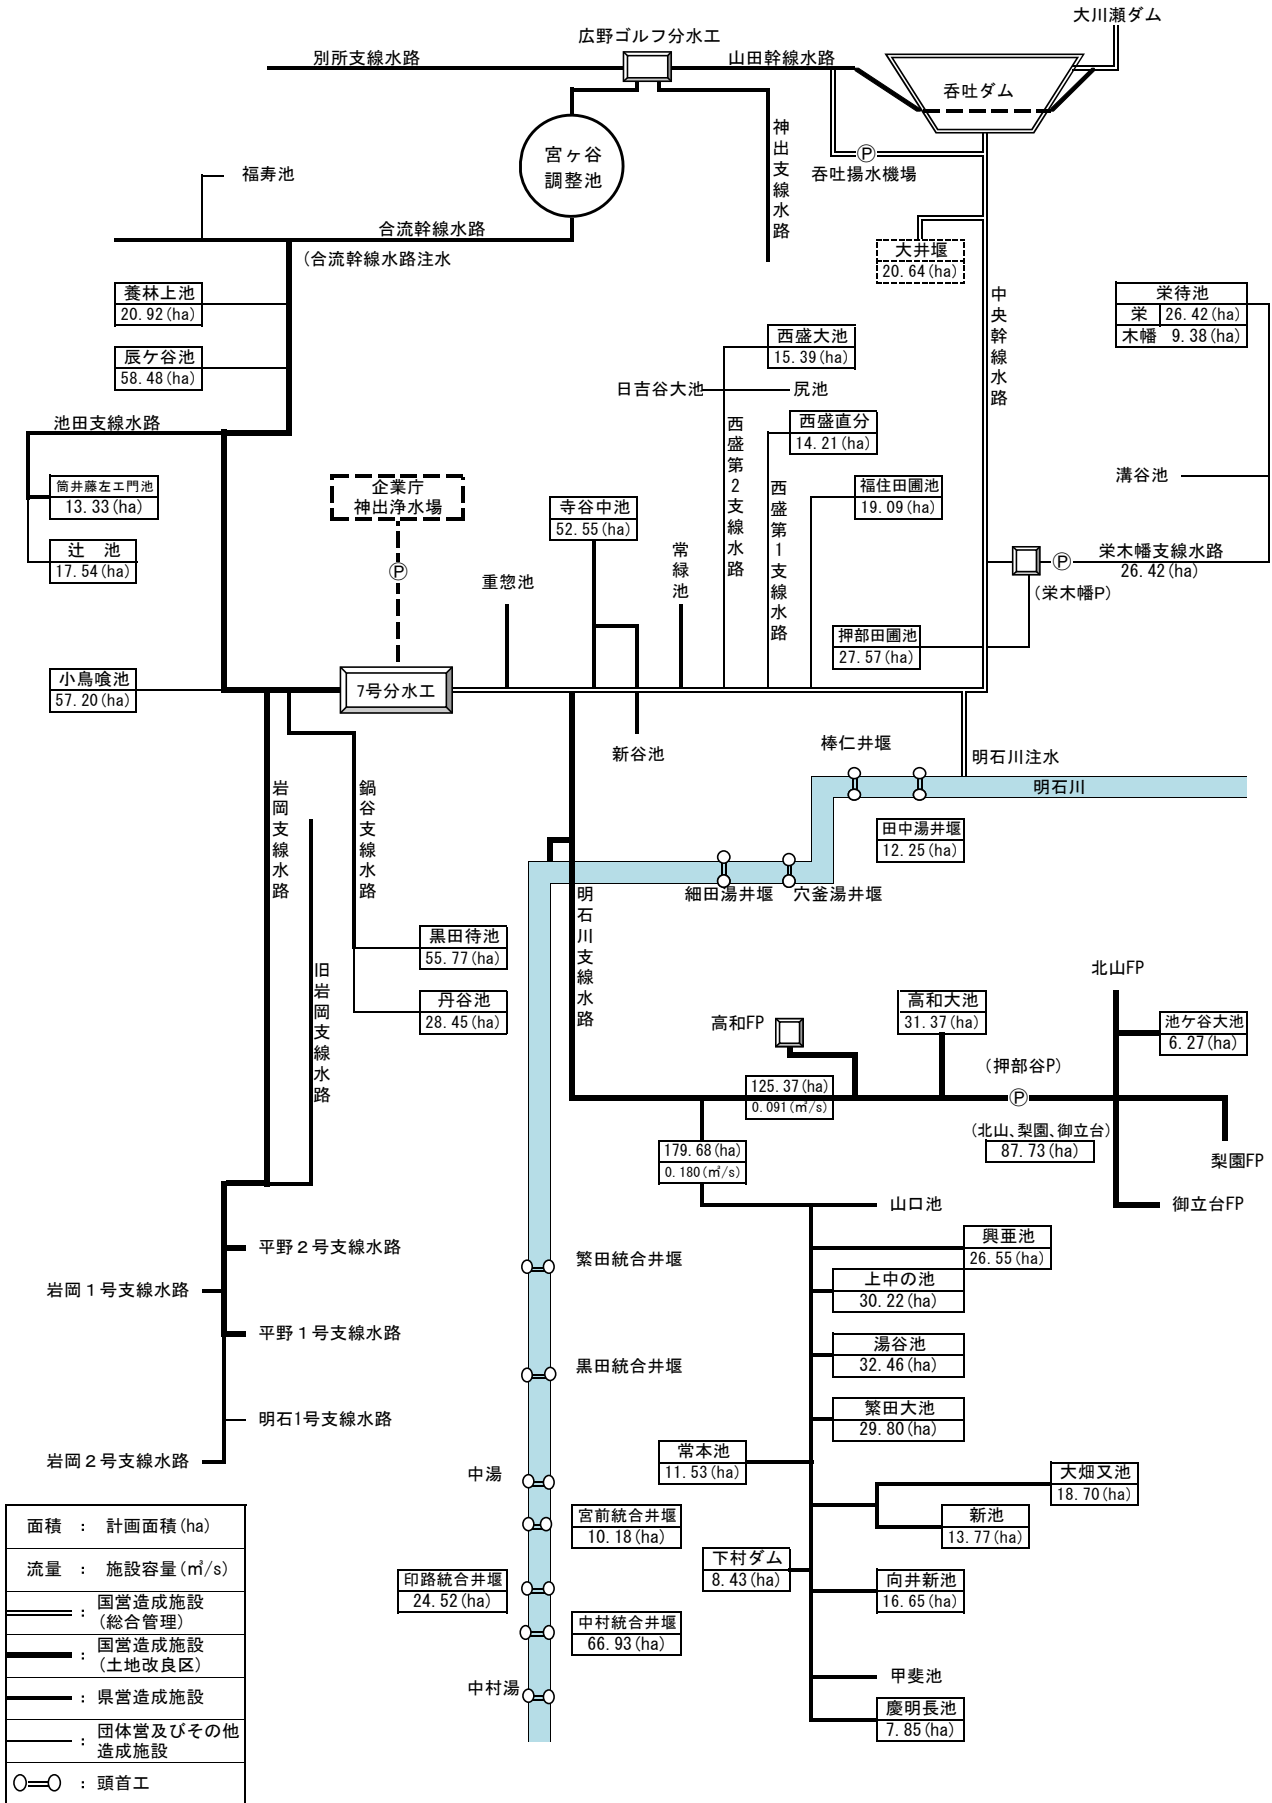 大川瀬ダム
広野ゴルフ分水工
別所支線水路
山田幹線水路
呑吐ダム
神出支線水路
宮ヶ谷
調整池
Ⓟ
呑吐揚水機場
福寿池
合流幹線水路
(合流幹線水路注水
大井堰
20.64(ha)
養林上池
20.92(ha)
中央幹線水路
栄待池
栄 26.42(ha)
木幡 9.38(ha)
西盛大池
15.39(ha)
辰ケ谷池
58.48(ha)
日吉谷大池
尻池
池田支線水路
西盛第2支線水路
西盛直分
14.21(ha)
筒井藤左エ門池
13.33(ha)
企業庁
神出浄水場
寺谷中池
52.55(ha)
西盛第1支線水路
福住田圃池
19.09(ha)
溝谷池
辻 池
17.54(ha)
Ⓟ
重惣池
常緑池
Ⓟ
栄木幡支線水路
26.42(ha)
(栄木幡P)
押部田圃池
27.57(ha)
小鳥喰池
57.20(ha)
7号分水工
新谷池
棒仁井堰
明石川注水
明石川
岩岡支線水路
鍋谷支線水路
田中湯井堰
12.25(ha)
細田湯井堰
穴釜湯井堰
明石川支線水路
黒田待池
55.77(ha)
旧岩岡支線水路
丹谷池
28.45(ha)
北山FP
高和大池
31.37(ha)
高和FP
池ケ谷大池
6.27(ha)
(押部谷P)
125.37(ha)
0.091(㎥/s)
Ⓟ
(北山、梨園、御立台)
87.73(ha)
179.68(ha)
0.180(㎥/s)
梨園FP
山口池
御立台FP
平野２号支線水路
繁田統合井堰
興亜池
26.55(ha)
岩岡１号支線水路
上中の池
30.22(ha)
平野１号支線水路
黒田統合井堰
湯谷池
32.46(ha)
明石1号支線水路
繁田大池
29.80(ha)
岩岡２号支線水路
常本池
11.53(ha)
中湯
大畑又池
18.70(ha)
宮前統合井堰
10.18(ha)
新池
13.77(ha)
下村ダム
8.43(ha)
印路統合井堰
24.52(ha)
向井新池
16.65(ha)
中村統合井堰
66.93(ha)
中村湯
甲斐池
慶明長池
7.85(ha)
面積 ： 計画面積(ha)
流量 ： 施設容量(㎥/s)
： 国営造成施設
(総合管理)
： 国営造成施設
(土地改良区)
： 県営造成施設
： 団体営及びその他
造成施設
： 頭首工